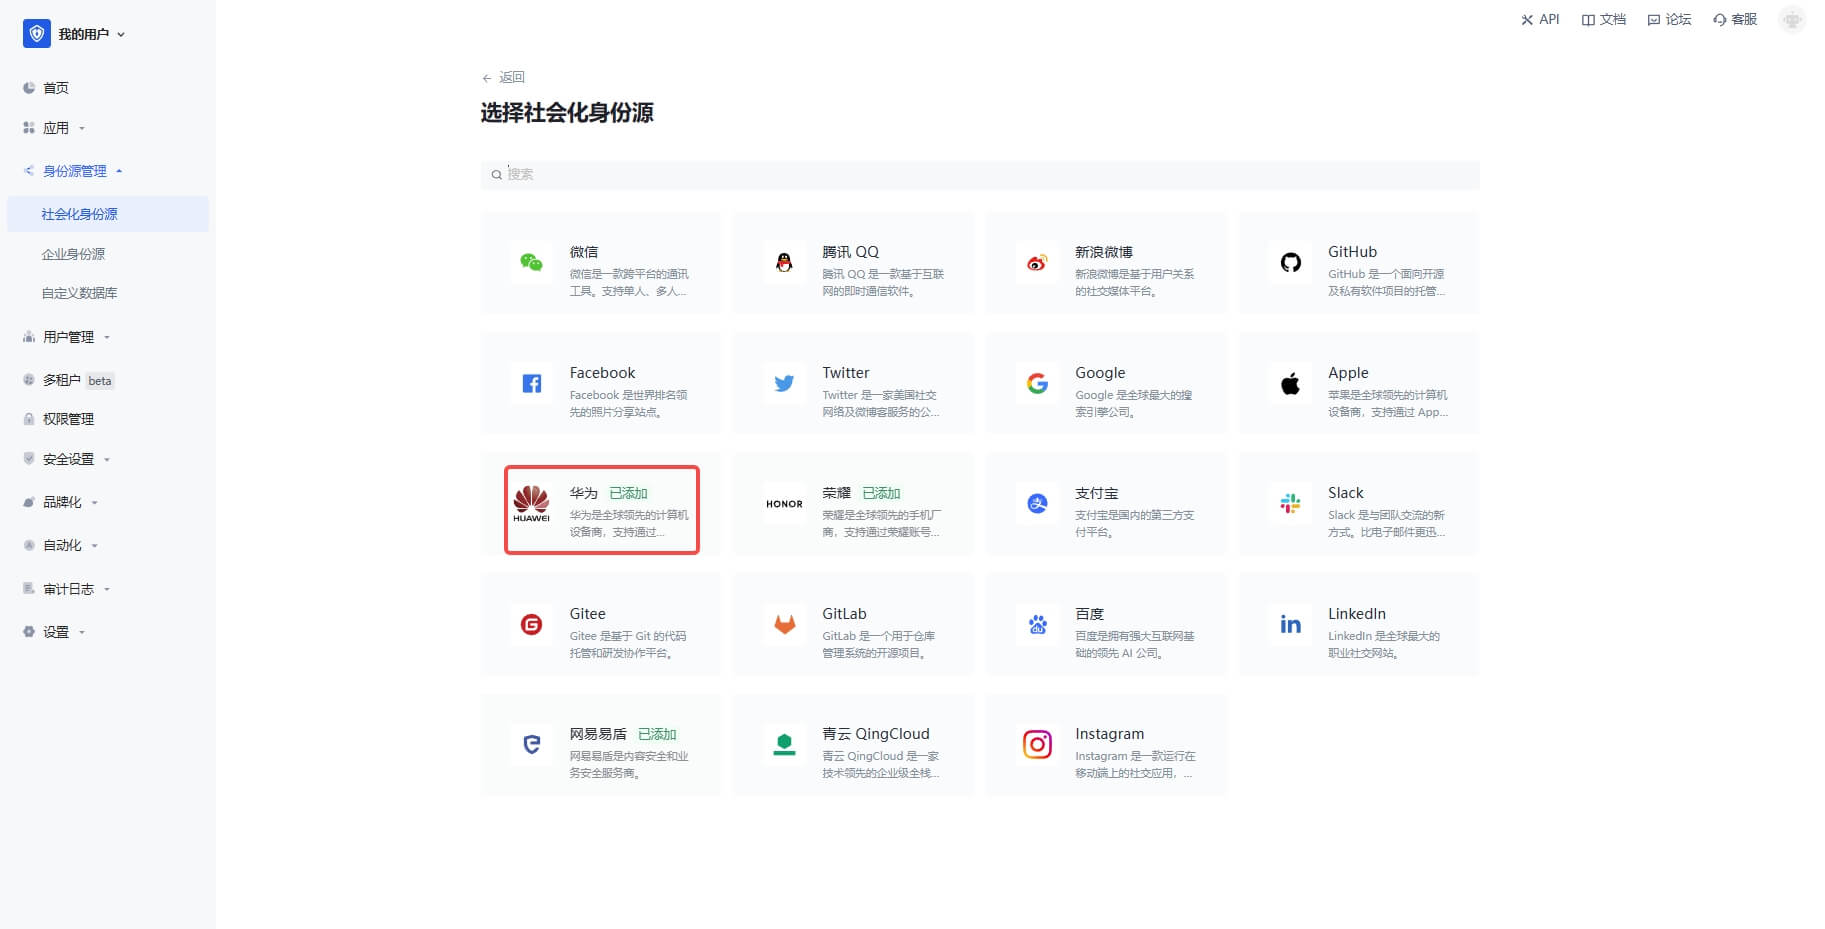 我的用户
API
文档
论坛
客服
首页
应用
身份源管理
社会化身份源
企业身份源
自定义数据库
用户管理
多租户 beta
权限管理
安全设置
品牌化
自动化
审计日志
设置
返回
选择社会化身份源
搜索
微信
微信是一款跨平台的通讯
工具。支持单人、多人...
腾讯 QQ
腾讯 QQ 是一款基于互联
网的即时通信软件。
新浪微博
新浪微博是基于用户关系
的社交媒体平台。
GitHub
GitHub 是一个面向开源
及私有软件项目的托管...
Facebook
Facebook 是世界排名领
先的照片分享站点。
Twitter
Twitter 是一家美国社交
网络及微博客服务的公...
Google
Google 是全球最大的搜
索引擎公司。
Apple
苹果是全球领先的计算机
设备商，支持通过 App...
HUAWEI
华为 已添加
华为是全球领先的计算机
设备商，支持通过...
HONOR
荣耀 已添加
荣耀是全球领先的手机厂
商，支持通过荣耀账号...
支付宝
支付宝是国内的第三方支
付平台。
Slack
Slack 是与团队交流的新
方式。比电子邮件更迅...
Gitee
Gitee 是基于 Git 的代码
托管和研发协作平台。
GitLab
GitLab 是一个用于仓库
管理系统的开源项目。
du
百度
百度是拥有强大互联网基
础的领先 AI 公司。
in
LinkedIn
LinkedIn 是全球最大的
职业社交网站。
网易易盾 已添加
网易易盾是内容安全和业
务安全服务商。
青云 QingCloud
青云 QingCloud 是一家
技术领先的企业级全栈...
Instagram
Instagram 是一款运行在
移动端上的社交应用，...